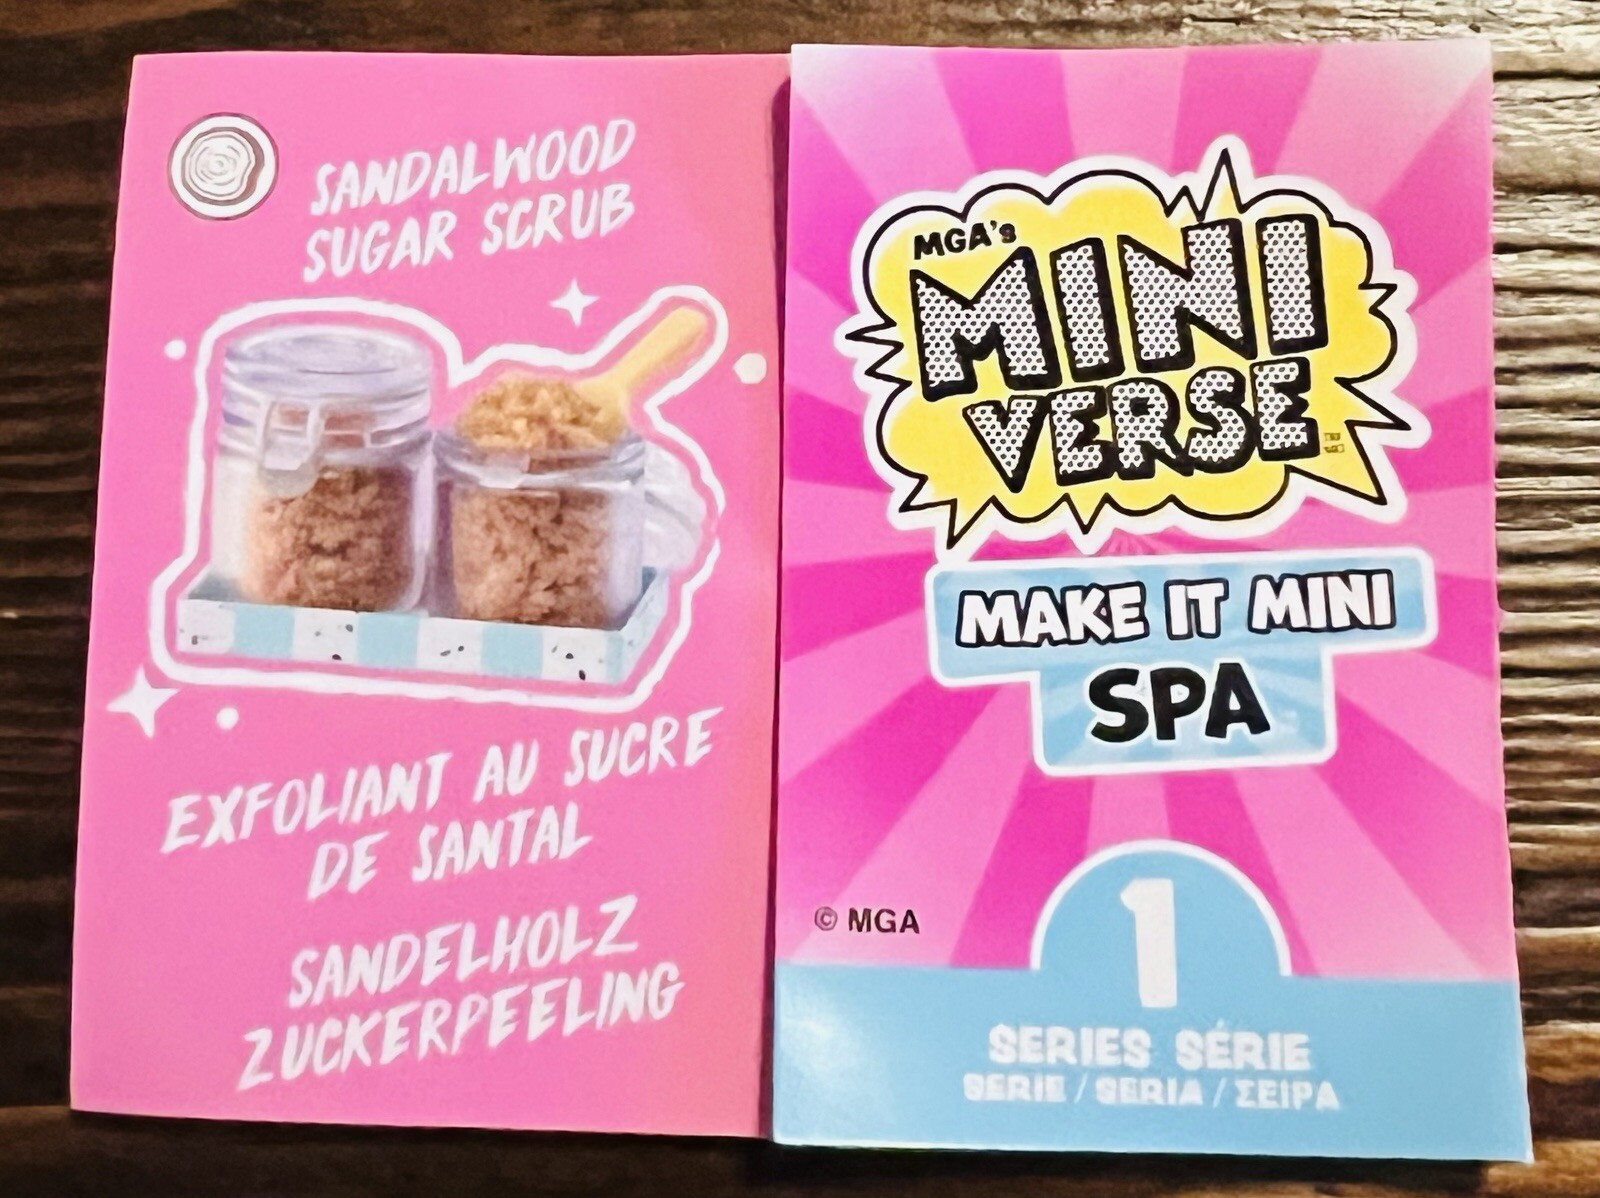 SANDALWOOD
SUGAR SCRUB
EXFOLIANT AU SUCRE
DE SANTAL
SANDELHOLZ
ZUCKERPEELING
MGA's
MINI
VERSE
MAKE IT MINI
SPA
© MGA
1
SERIES SÉRIE
SERIE / SERIA / ΣΕΙΡΑ